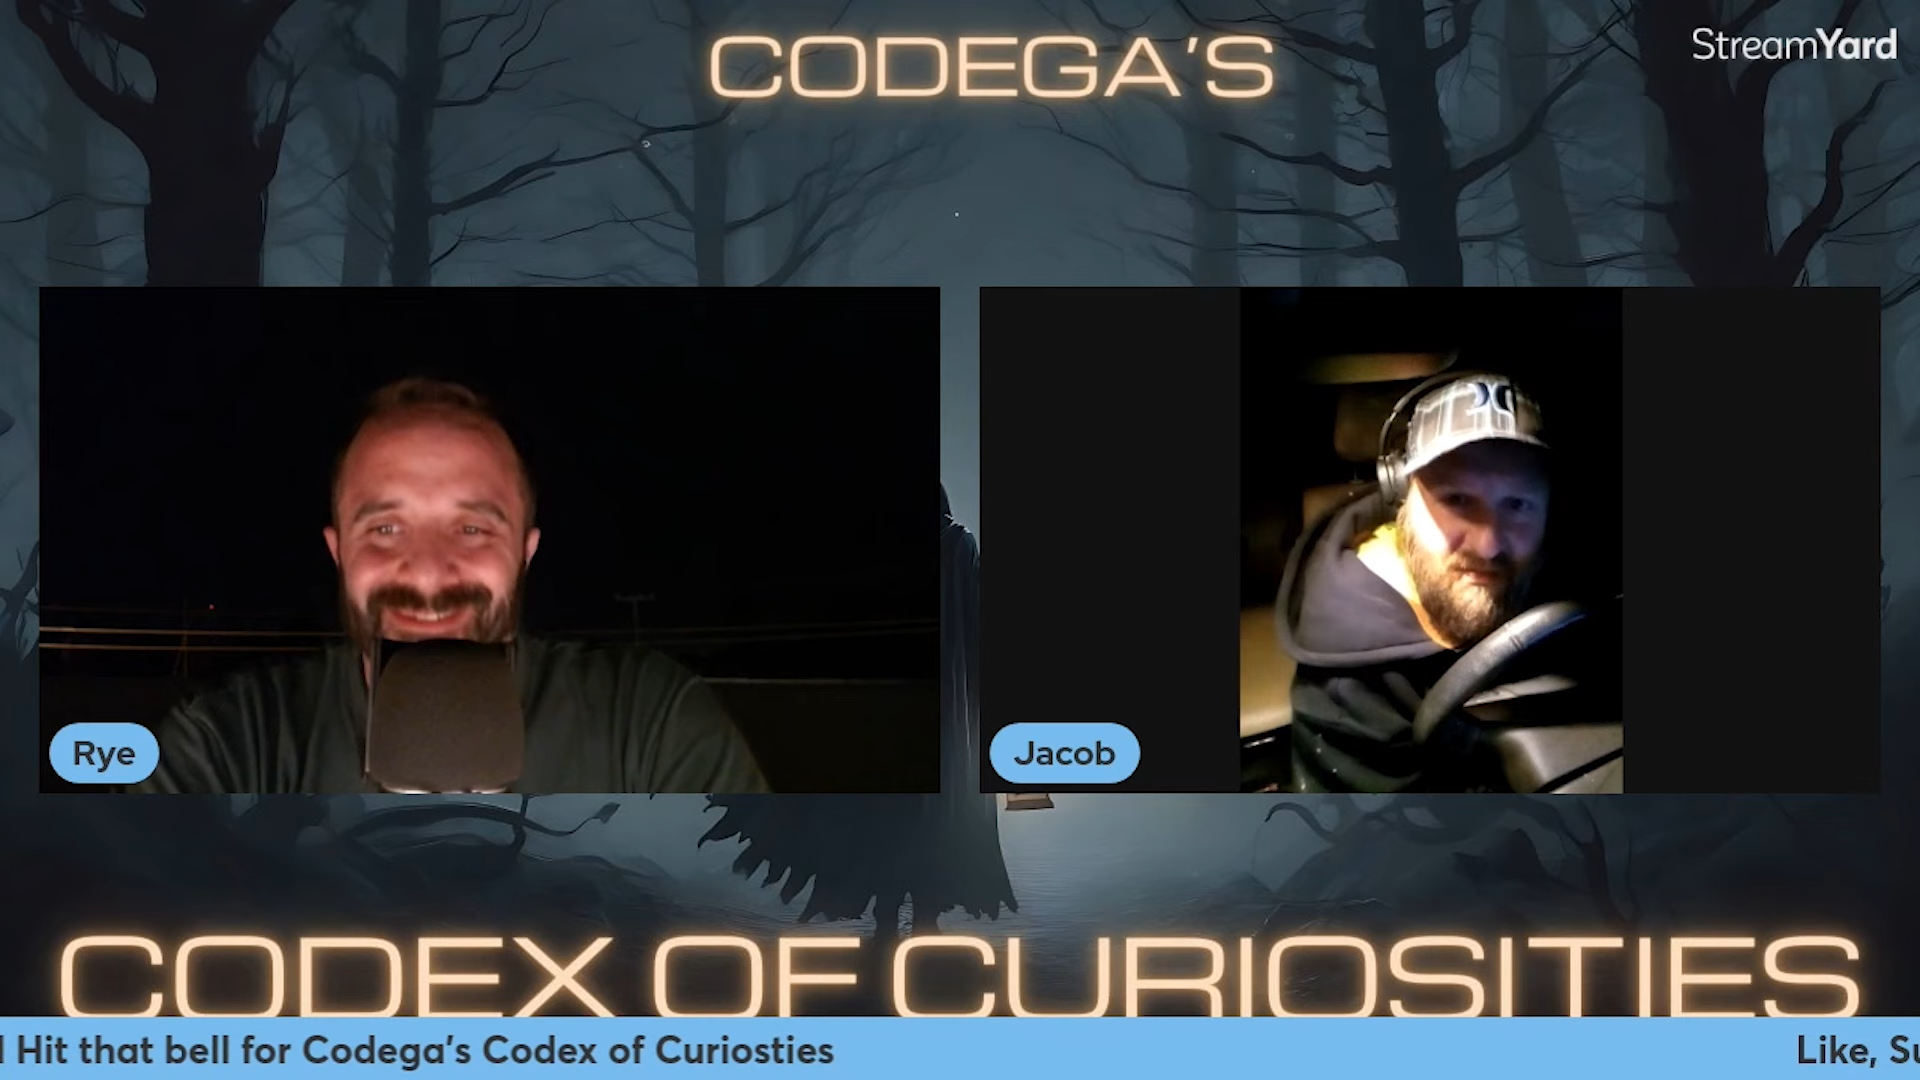 CODEGA'S
StreamYard
Rye
Jacob
CODEX OF CURIOSITIES
Hit that bell for Codega's Codex of Curiosties
Like,